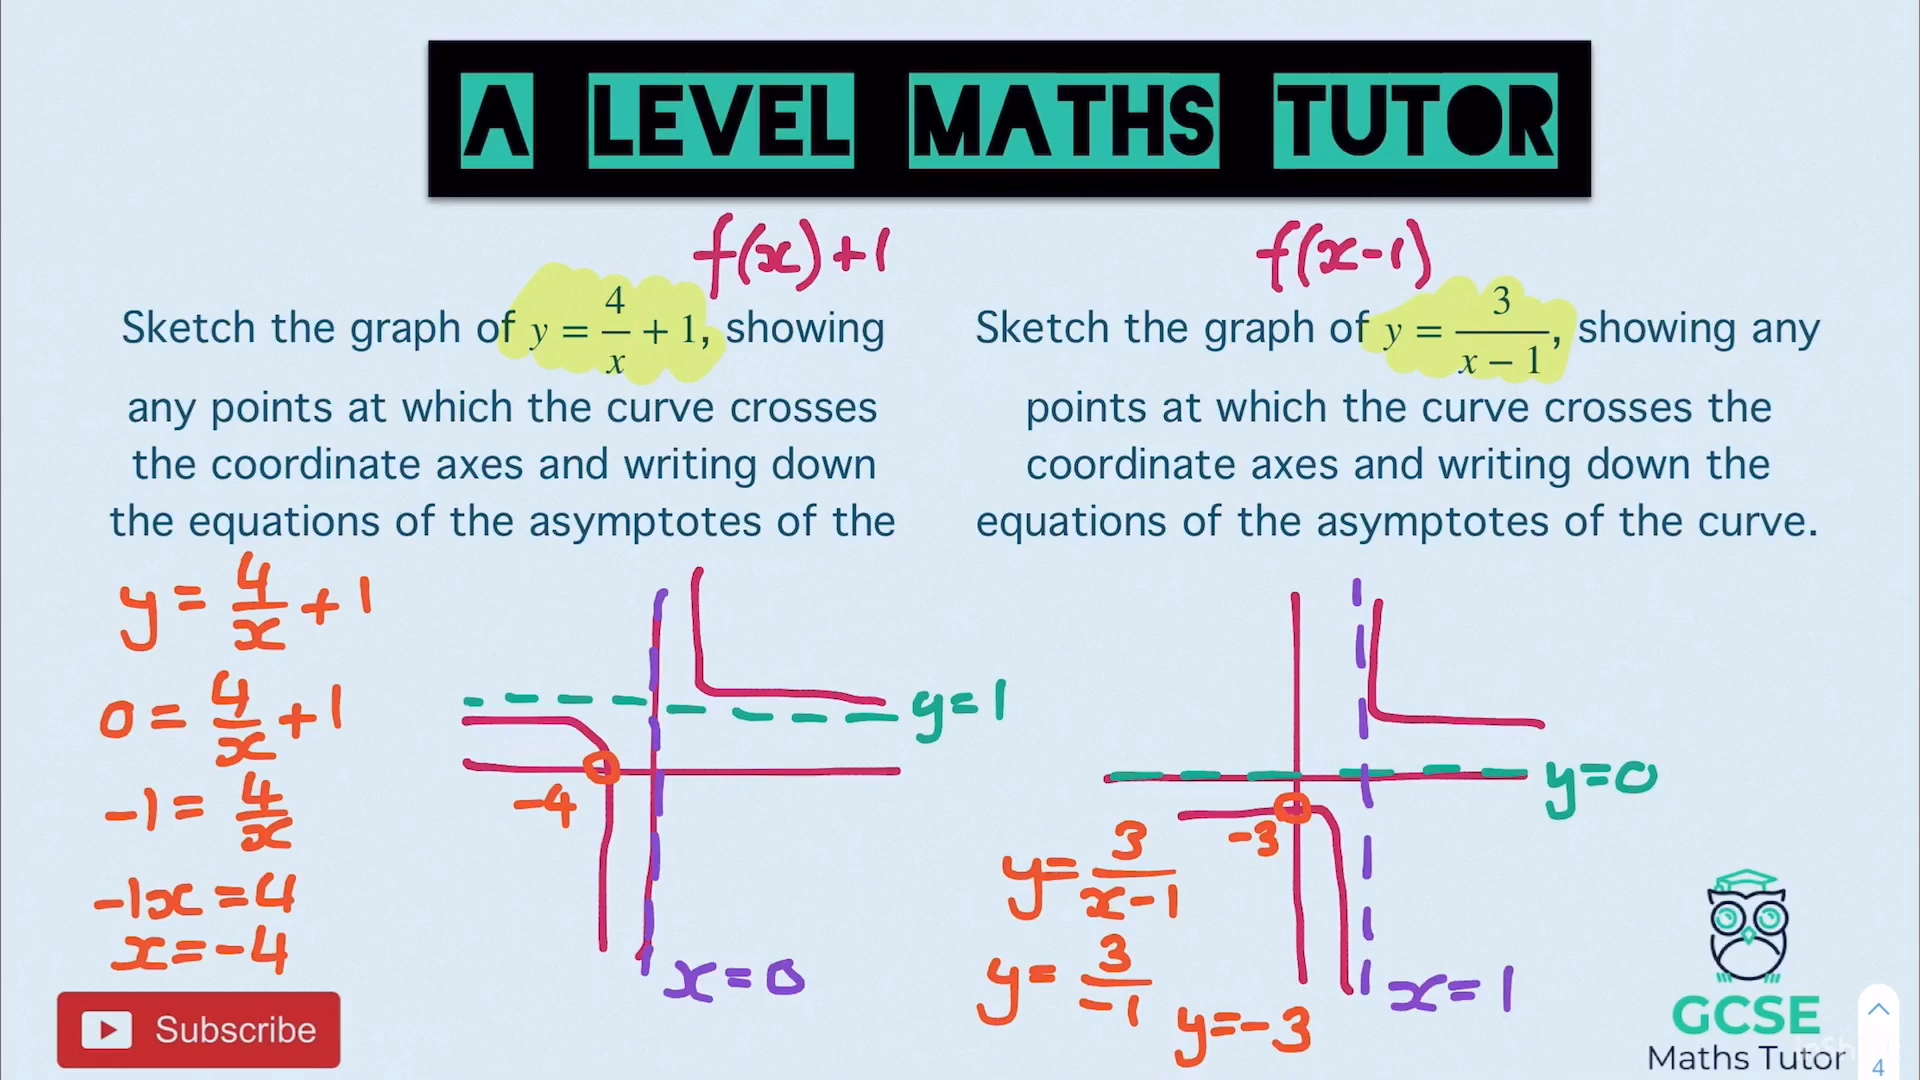 A LEVEL MATHS TUTOR
f(x)+1
Sketch the graph of y = 4/x + 1, showing
any points at which the curve crosses
the coordinate axes and writing down
the equations of the asymptotes of the
y = 4/x + 1
0 = 4/x + 1
-1 = 4/x
-1x = 4
x = -4
y=1
-4
x=0
f(x-1)
Sketch the graph of y = 3/(x − 1), showing any
points at which the curve crosses the
coordinate axes and writing down the
equations of the asymptotes of the curve.
y=0
-3
y = 3/(x-1)
y = 3/-1
y=-3
x=1
Subscribe
GCSE
Maths Tutor
4